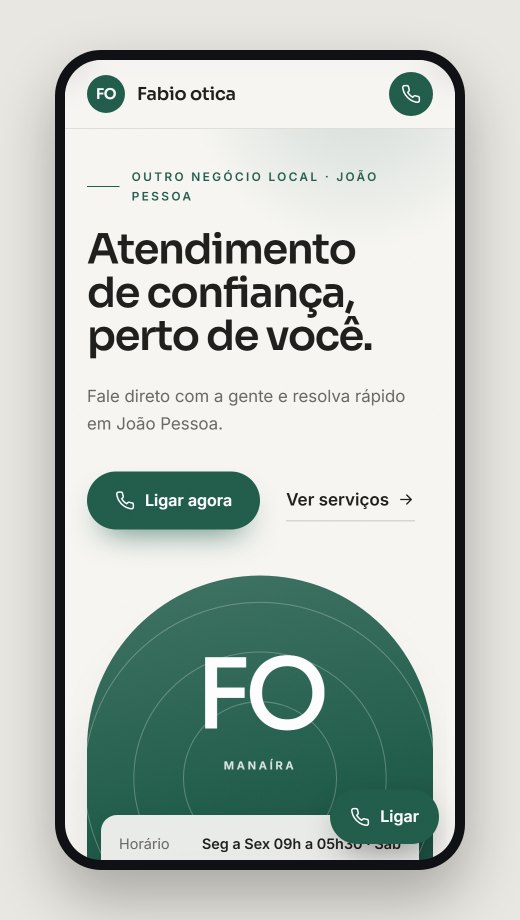 FO Fabio otica
OUTRO NEGÓCIO LOCAL · JOÃO
PESSOA
Atendimento
de confiança,
perto de você.
Fale direto com a gente e resolva rápido
em João Pessoa.
Ligar agora
Ver serviços →
FO
MANAÍRA
Ligar
Horário
Seg a Sex 09h a 05h30 · Sáb